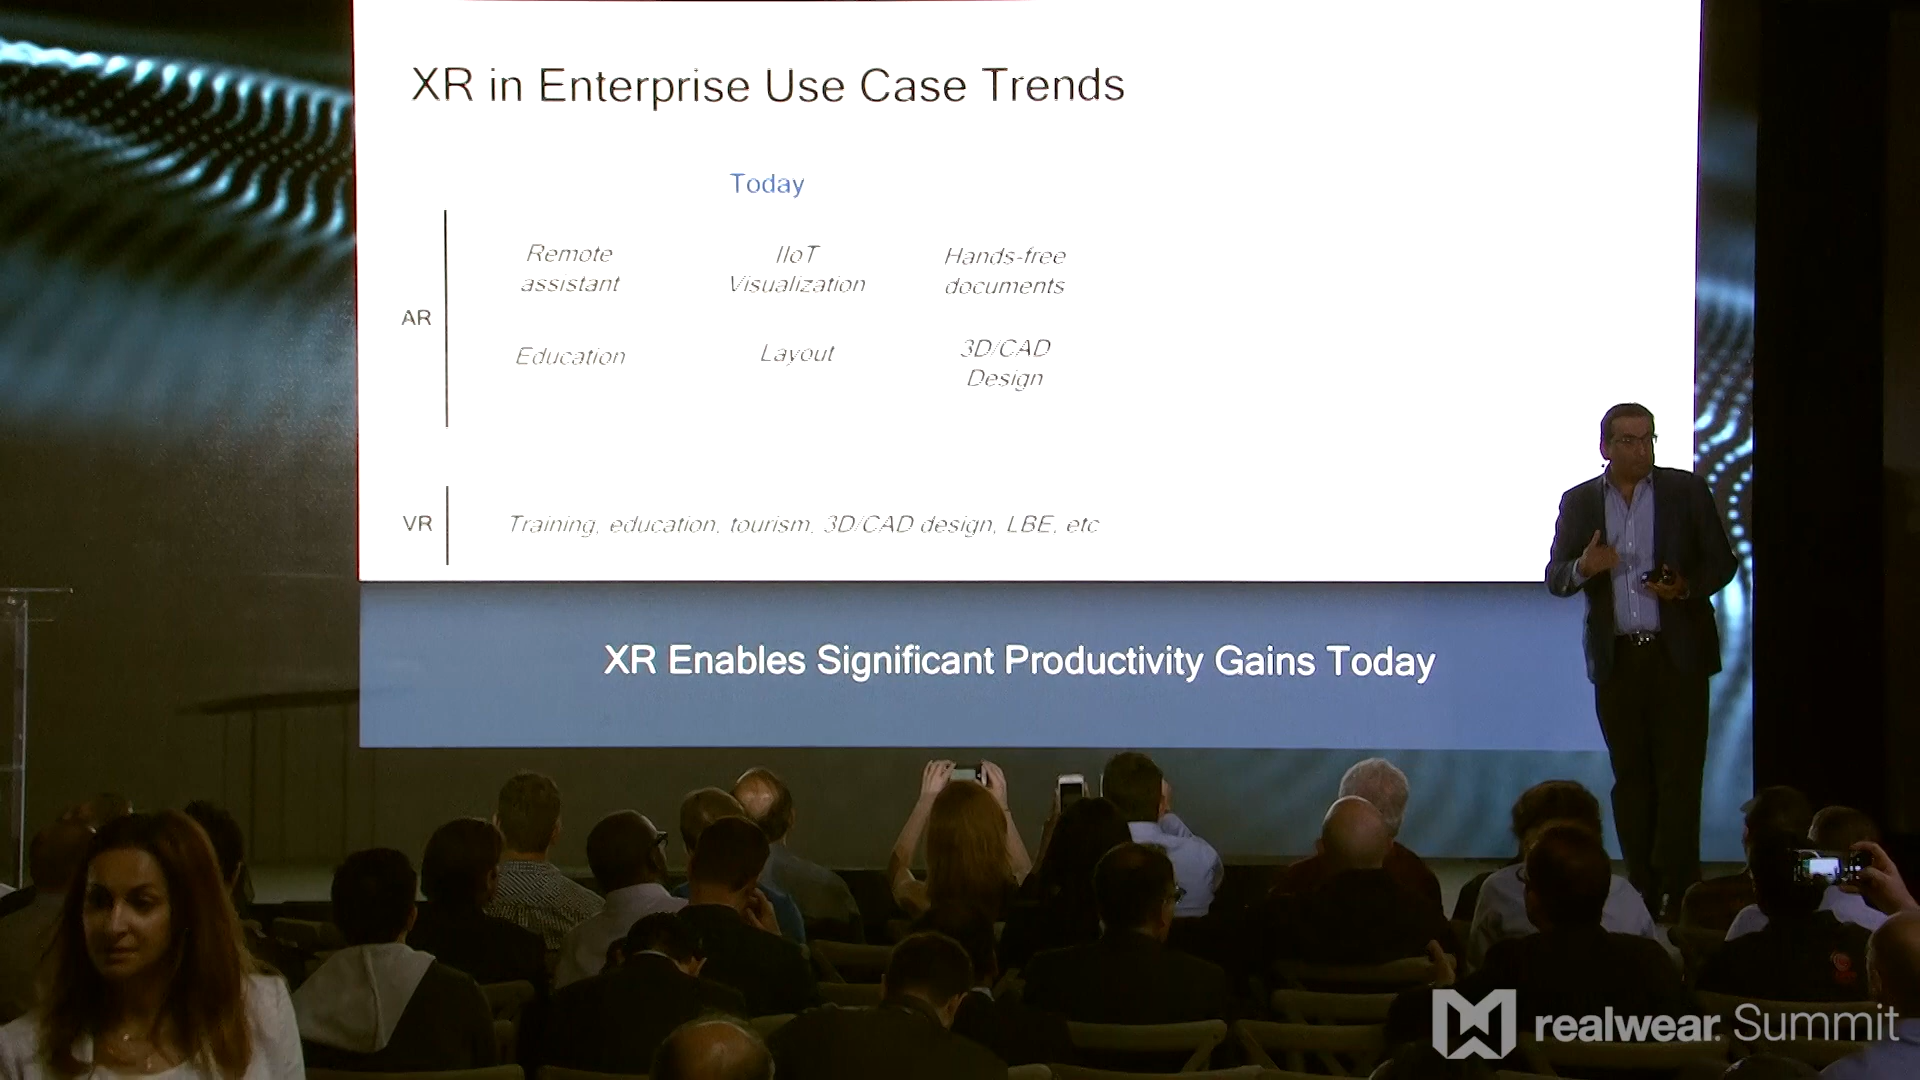 XR in Enterprise Use Case Trends
Today
AR
Remote
assistant
IIoT
Visualization
Hands-free
documents
Education
Layout
3D/CAD
Design
VR
Training, education, tourism, 3D/CAD design, LBE, etc
XR Enables Significant Productivity Gains Today
realwear. Summit